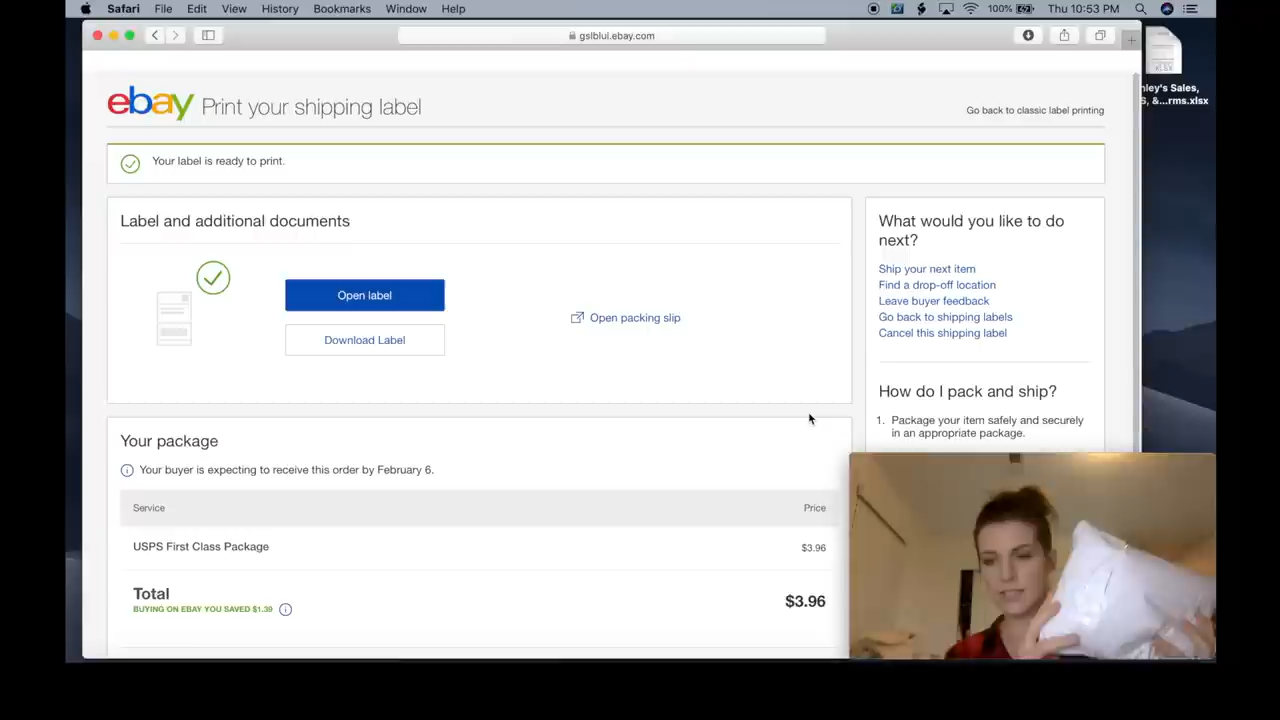 Safari File Edit View History Bookmarks Window Help 100% Thu 10:53 PM
gslblui.ebay.com
XLSX
nley's Sales,
S, &...rms.xlsx
ebay Print your shipping label
Go back to classic label printing
Your label is ready to print.
Label and additional documents
Open label
Download Label
Open packing slip
What would you like to do
next?
Ship your next item
Find a drop-off location
Leave buyer feedback
Go back to shipping labels
Cancel this shipping label
How do I pack and ship?
1. Package your item safely and securely
in an appropriate package.
Your package
Your buyer is expecting to receive this order by February 6.
Service Price
USPS First Class Package $3.96
Total $3.96
BUYING ON EBAY YOU SAVED $1.39